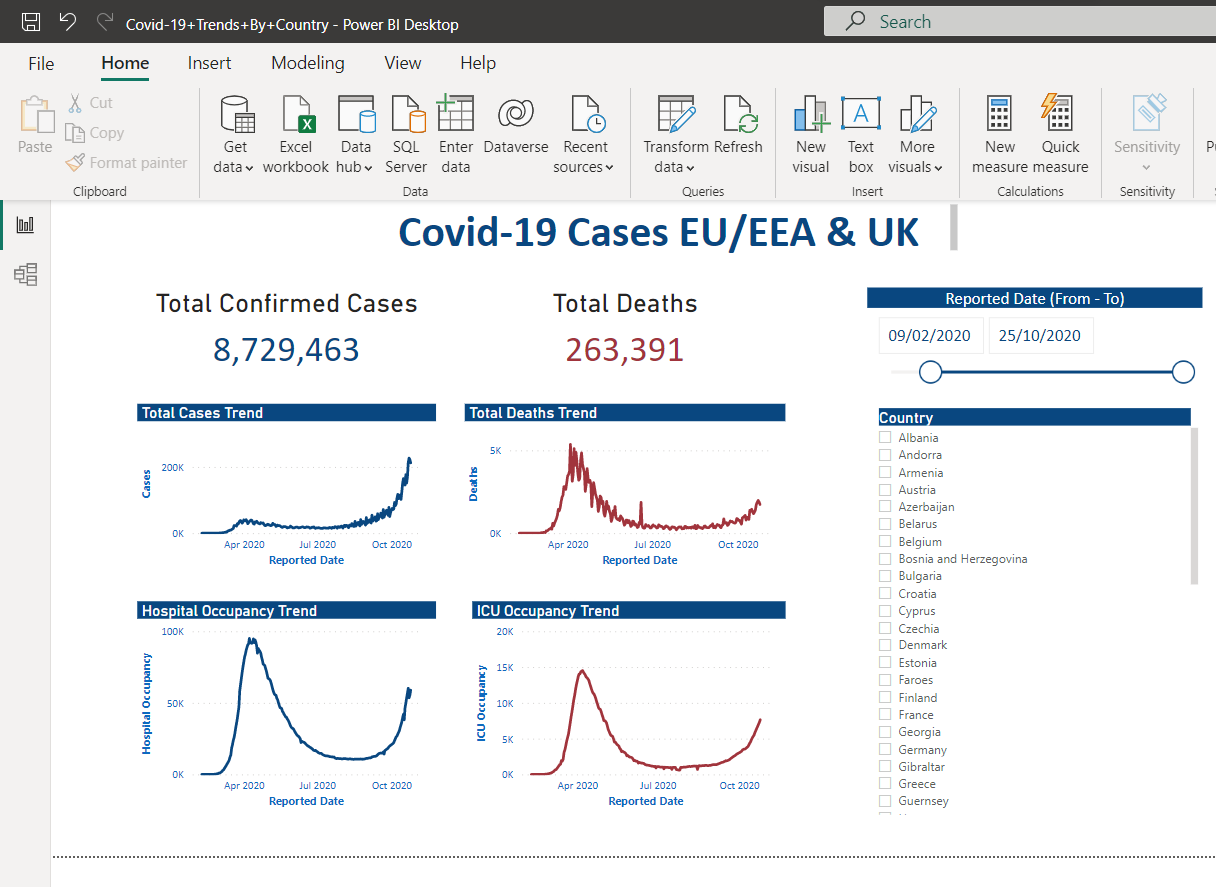 Covid-19+Trends+By+Country - Power BI Desktop
Search
File Home Insert Modeling View Help
Paste
Cut
Copy
Format painter
Clipboard
Get data
Excel workbook
Data hub
SQL Server
Enter data
Dataverse
Recent sources
Data
Transform data
Refresh
Queries
New visual
Text box
More visuals
Insert
New measure
Quick measure
Calculations
Sensitivity
Sensitivity
Covid-19 Cases EU/EEA & UK
Total Confirmed Cases
8,729,463
Total Deaths
263,391
Reported Date (From - To)
09/02/2020 25/10/2020
Total Cases Trend
Cases
200K
0K
Apr 2020 Jul 2020 Oct 2020
Reported Date
Total Deaths Trend
Deaths
5K
0K
Apr 2020 Jul 2020 Oct 2020
Reported Date
Hospital Occupancy Trend
Hospital Occupancy
100K
50K
0K
Apr 2020 Jul 2020 Oct 2020
Reported Date
ICU Occupancy Trend
ICU Occupancy
20K
15K
10K
5K
0K
Apr 2020 Jul 2020 Oct 2020
Reported Date
Country
Albania
Andorra
Armenia
Austria
Azerbaijan
Belarus
Belgium
Bosnia and Herzegovina
Bulgaria
Croatia
Cyprus
Czechia
Denmark
Estonia
Faroes
Finland
France
Georgia
Germany
Gibraltar
Greece
Guernsey